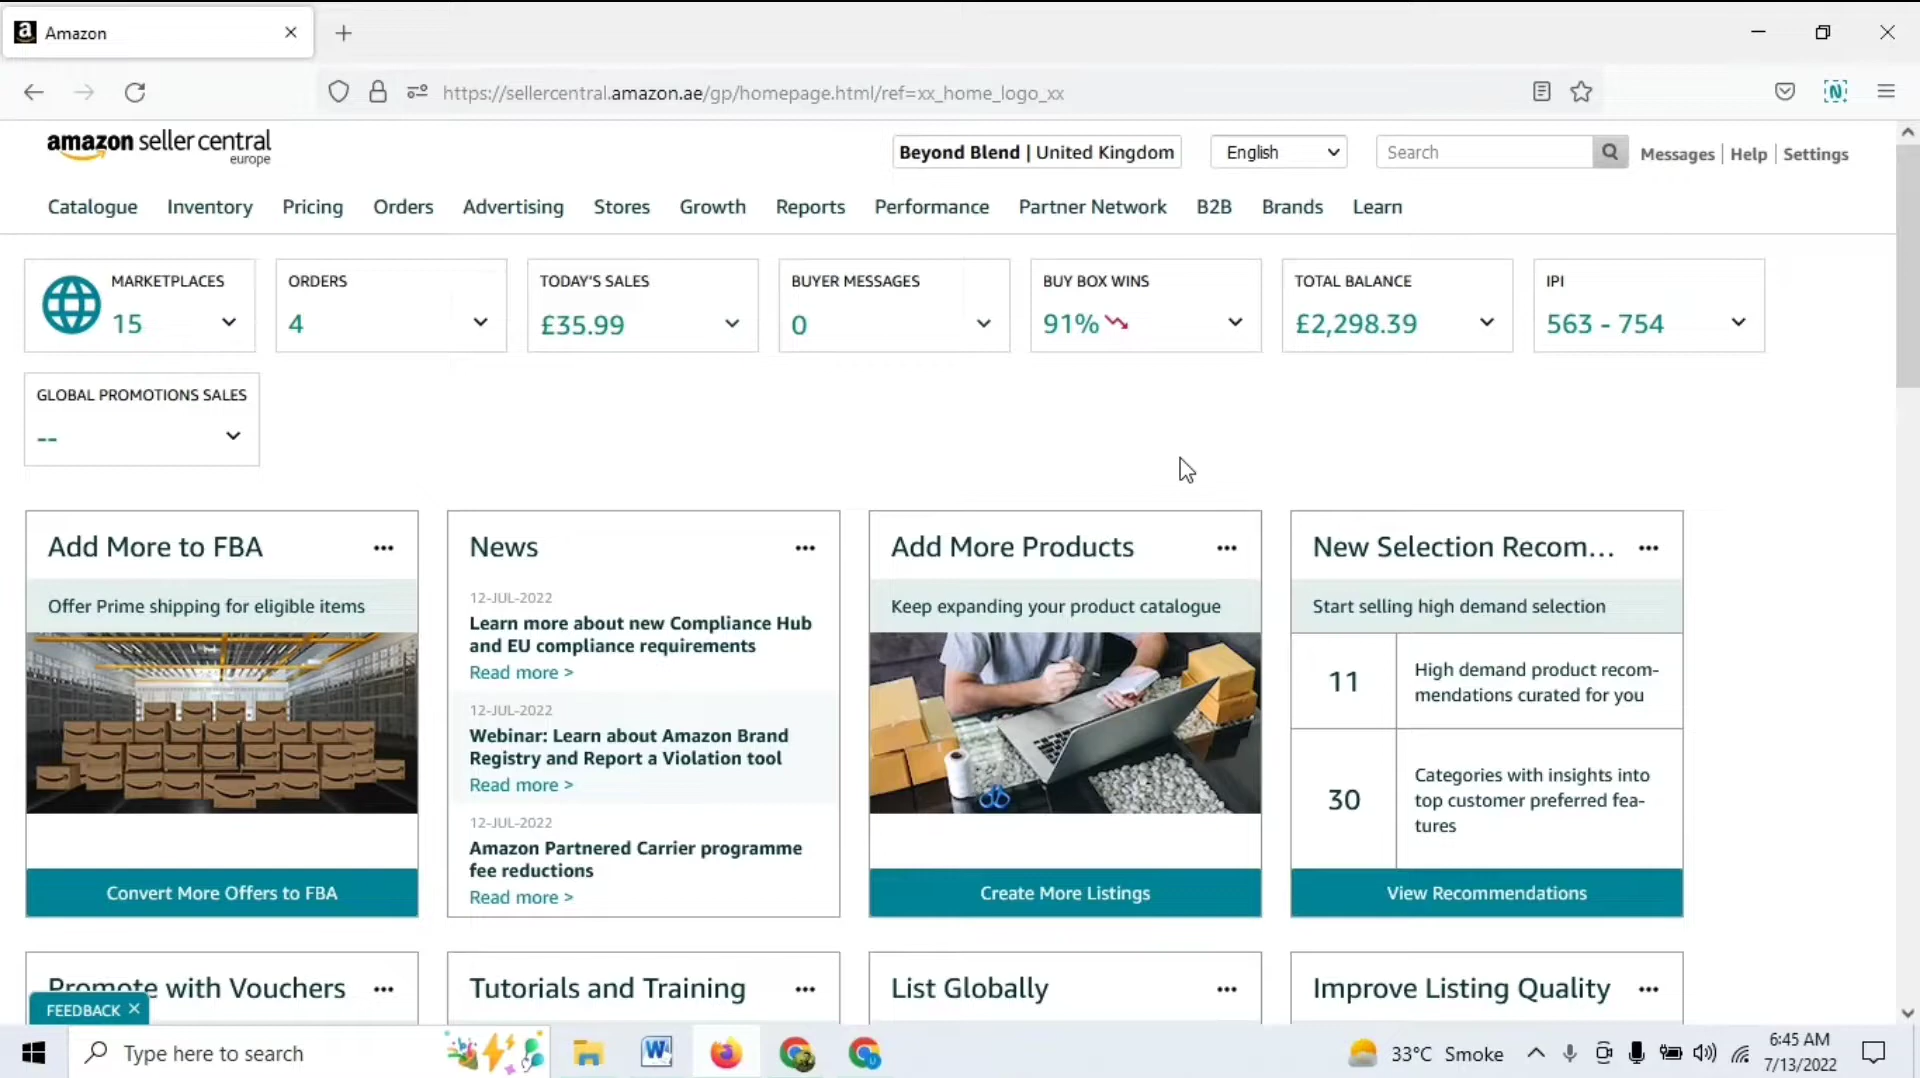 Amazon
https://sellercentral.amazon.ae/gp/homepage.html/ref=xx_home_logo_xx
amazon seller central
europe
Beyond Blend | United Kingdom
English
Search
Messages | Help | Settings
Catalogue Inventory Pricing Orders Advertising Stores Growth Reports Performance Partner Network B2B Brands Learn
MARKETPLACES
15
ORDERS
4
TODAY'S SALES
£35.99
BUYER MESSAGES
0
BUY BOX WINS
91%
TOTAL BALANCE
£2,298.39
IPI
563 - 754
GLOBAL PROMOTIONS SALES
--
Add More to FBA
Offer Prime shipping for eligible items
Convert More Offers to FBA
News
12-JUL-2022
Learn more about new Compliance Hub
and EU compliance requirements
Read more >
12-JUL-2022
Webinar: Learn about Amazon Brand
Registry and Report a Violation tool
Read more >
12-JUL-2022
Amazon Partnered Carrier programme
fee reductions
Read more >
Add More Products
Keep expanding your product catalogue
Create More Listings
New Selection Recom...
Start selling high demand selection
11
High demand product recom-
mendations curated for you
30
Categories with insights into
top customer preferred fea-
tures
View Recommendations
Promote with Vouchers
Tutorials and Training
List Globally
Improve Listing Quality
FEEDBACK
Type here to search
33°C Smoke
6:45 AM
7/13/2022